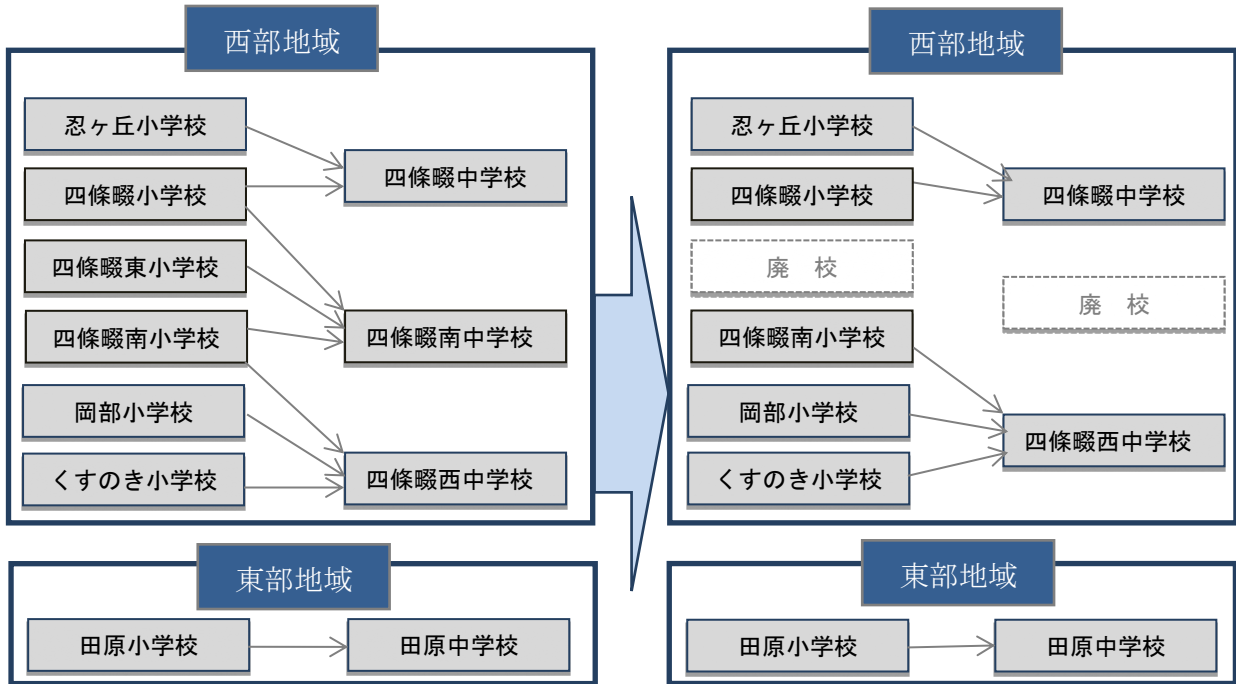 西部地域
忍ヶ丘小学校
四條畷小学校
四條畷東小学校
四條畷南小学校
岡部小学校
くすのき小学校
四條畷中学校
四條畷南中学校
四條畷西中学校
東部地域
田原小学校
田原中学校
西部地域
忍ヶ丘小学校
四條畷小学校
廃　校
四條畷南小学校
岡部小学校
くすのき小学校
四條畷中学校
廃　校
四條畷西中学校
東部地域
田原小学校
田原中学校